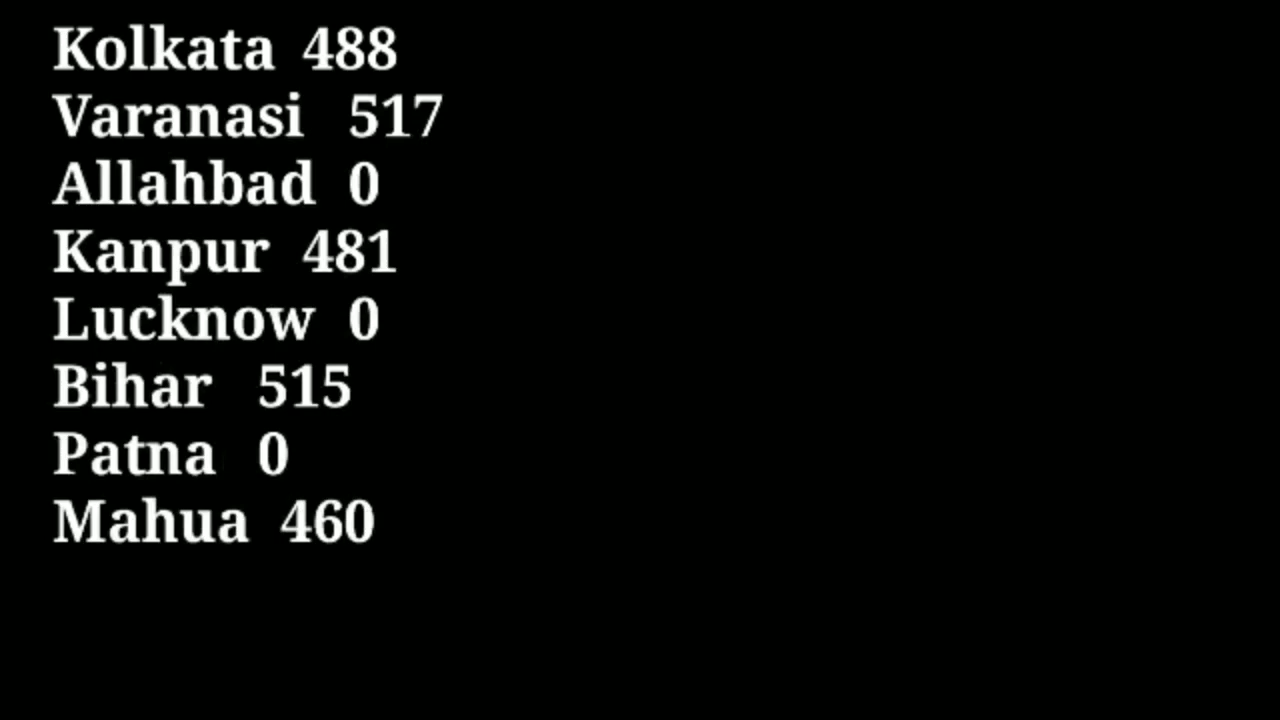 Kolkata 488
Varanasi 517
Allahbad 0
Kanpur 481
Lucknow 0
Bihar 515
Patna 0
Mahua 460